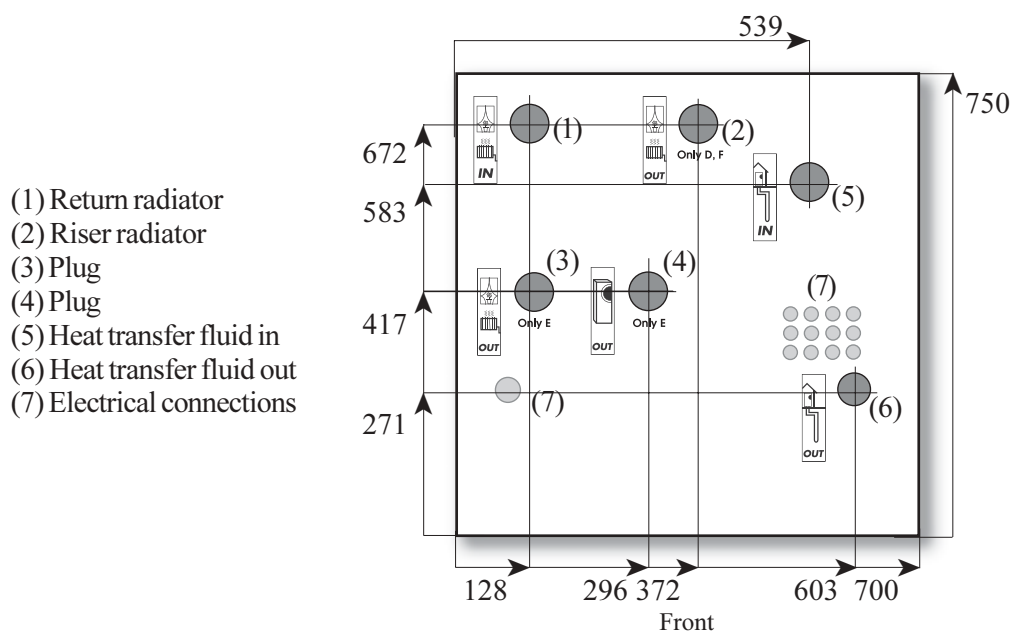 539
750
(1)
(2)
Only D, F
672
IN
OUT
(5)
583
IN
(1) Return radiator
(2) Riser radiator
(3) Plug
(4) Plug
(5) Heat transfer fluid in
(6) Heat transfer fluid out
(7) Electrical connections
(3)
(4)
(7)
417
Only E
Only E
OUT
OUT
(7)
(6)
271
OUT
128
296
372
603
700
Front